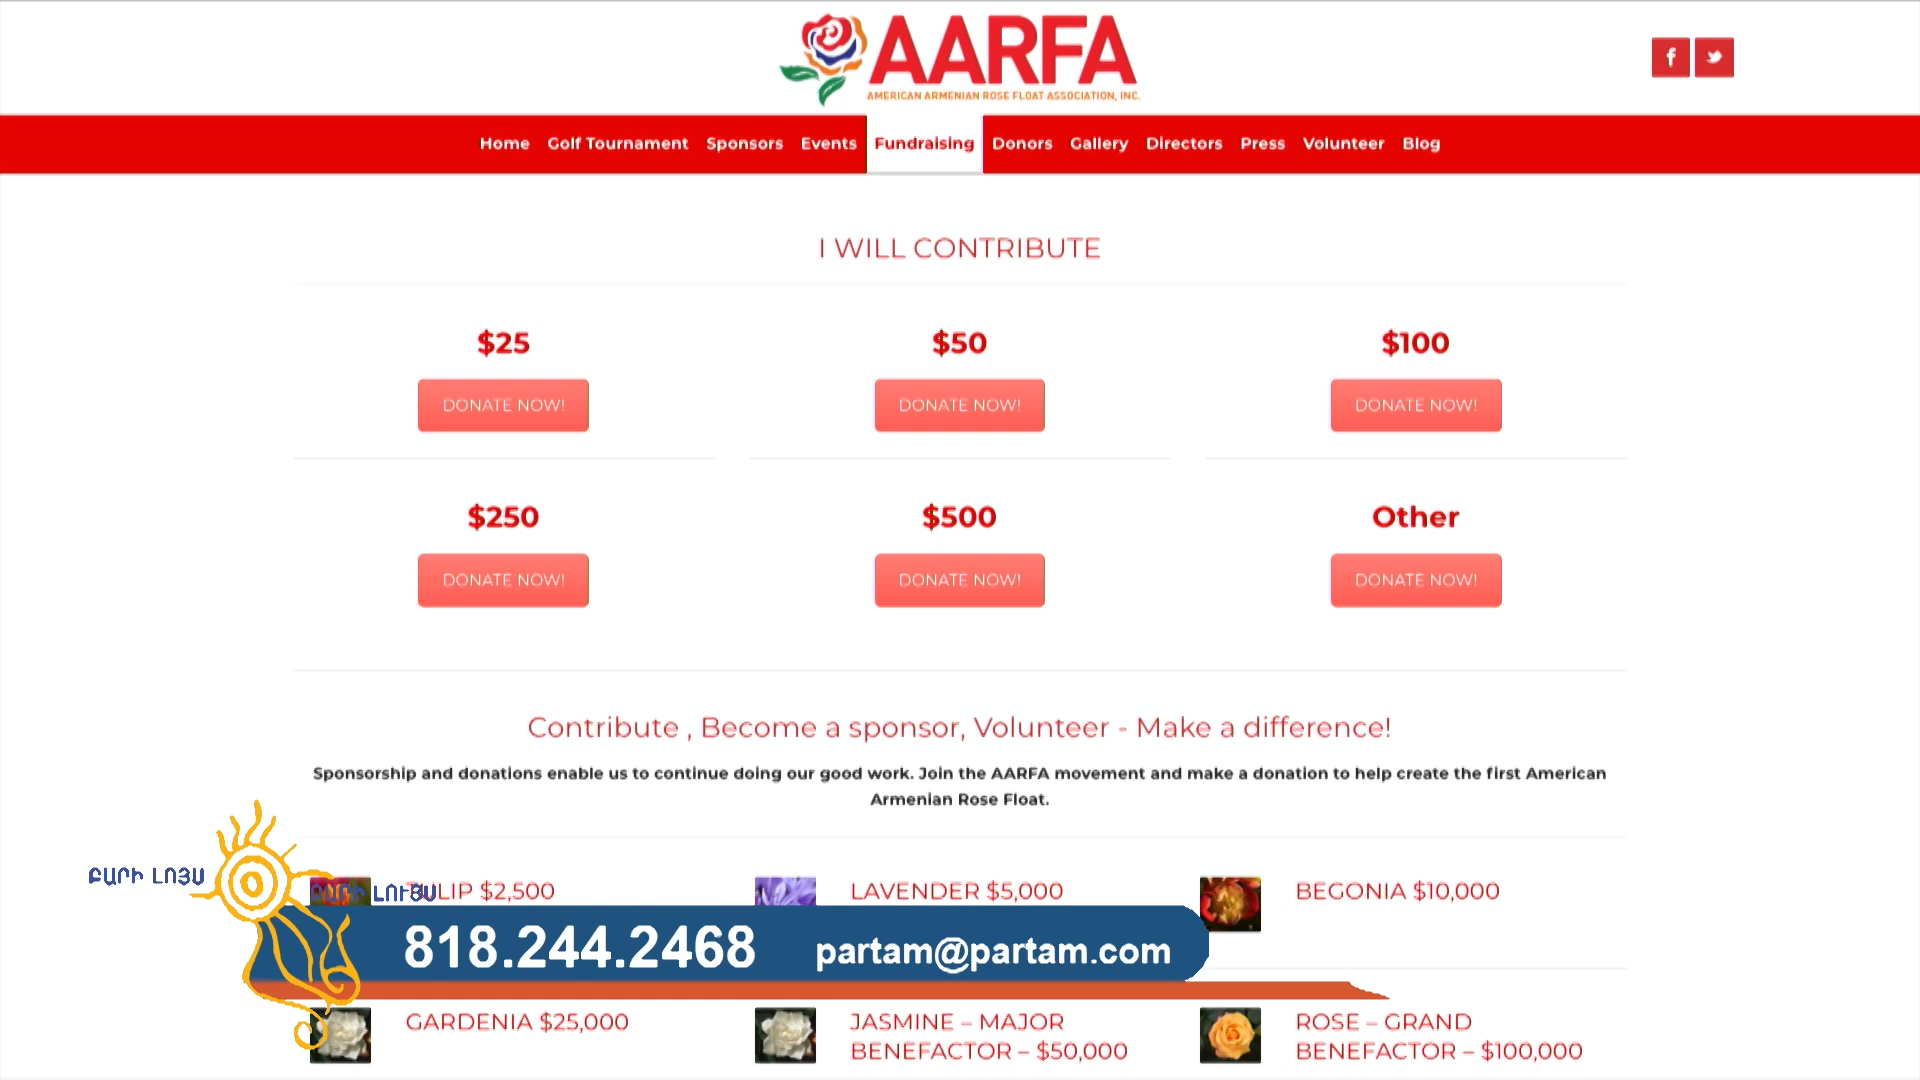 AARFA
AMERICAN ARMENIAN ROSE FLOAT ASSOCIATION, INC.
Home Golf Tournament Sponsors Events Fundraising Donors Gallery Directors Press Volunteer Blog
I WILL CONTRIBUTE
$25 $50 $100
DONATE NOW! DONATE NOW! DONATE NOW!
$250 $500 Other
DONATE NOW! DONATE NOW! DONATE NOW!
Contribute , Become a sponsor, Volunteer - Make a difference!
Sponsorship and donations enable us to continue doing our good work. Join the AARFA movement and make a donation to help create the first American
Armenian Rose Float.
ԲԱՐԻ ԼՈՅՍ
ԲԱՐԻ ԼՈՒՅՍ
TULIP $2,500 LAVENDER $5,000 BEGONIA $10,000
818.244.2468 partam@partam.com
GARDENIA $25,000 JASMINE – MAJOR ROSE – GRAND
BENEFACTOR – $50,000 BENEFACTOR – $100,000